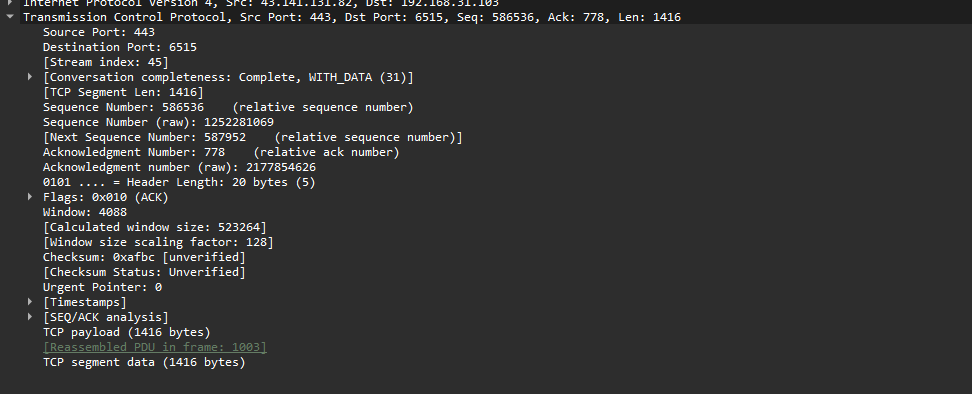 Internet Protocol Version 4, Src: 43.141.131.82, Dst: 192.168.31.103
Transmission Control Protocol, Src Port: 443, Dst Port: 6515, Seq: 586536, Ack: 778, Len: 1416
Source Port: 443
Destination Port: 6515
[Stream index: 45]
[Conversation completeness: Complete, WITH_DATA (31)]
[TCP Segment Len: 1416]
Sequence Number: 586536    (relative sequence number)
Sequence Number (raw): 1252281069
[Next Sequence Number: 587952    (relative sequence number)]
Acknowledgment Number: 778    (relative ack number)
Acknowledgment number (raw): 2177854626
0101 .... = Header Length: 20 bytes (5)
Flags: 0x010 (ACK)
Window: 4088
[Calculated window size: 523264]
[Window size scaling factor: 128]
Checksum: 0xafbc [unverified]
[Checksum Status: Unverified]
Urgent Pointer: 0
[Timestamps]
[SEQ/ACK analysis]
TCP payload (1416 bytes)
[Reassembled PDU in frame: 1003]
TCP segment data (1416 bytes)